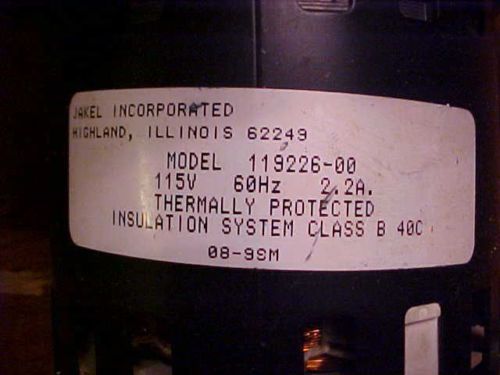 JAKEL INCORPORATED
HIGHLAND, ILLINOIS 62249
MODEL 119226-00
115V 60Hz 2.2A.
THERMALLY PROTECTED
INSULATION SYSTEM CLASS B 40C
08-9SM